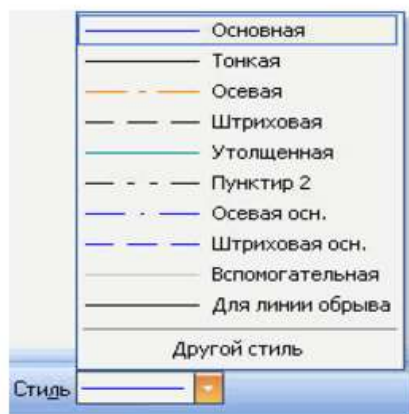 Основная
Тонкая
Осевая
Штриховая
Утолщенная
Пунктир 2
Осевая осн.
Штриховая осн.
Вспомогательная
Для линии обрыва
Другой стиль
Стиль